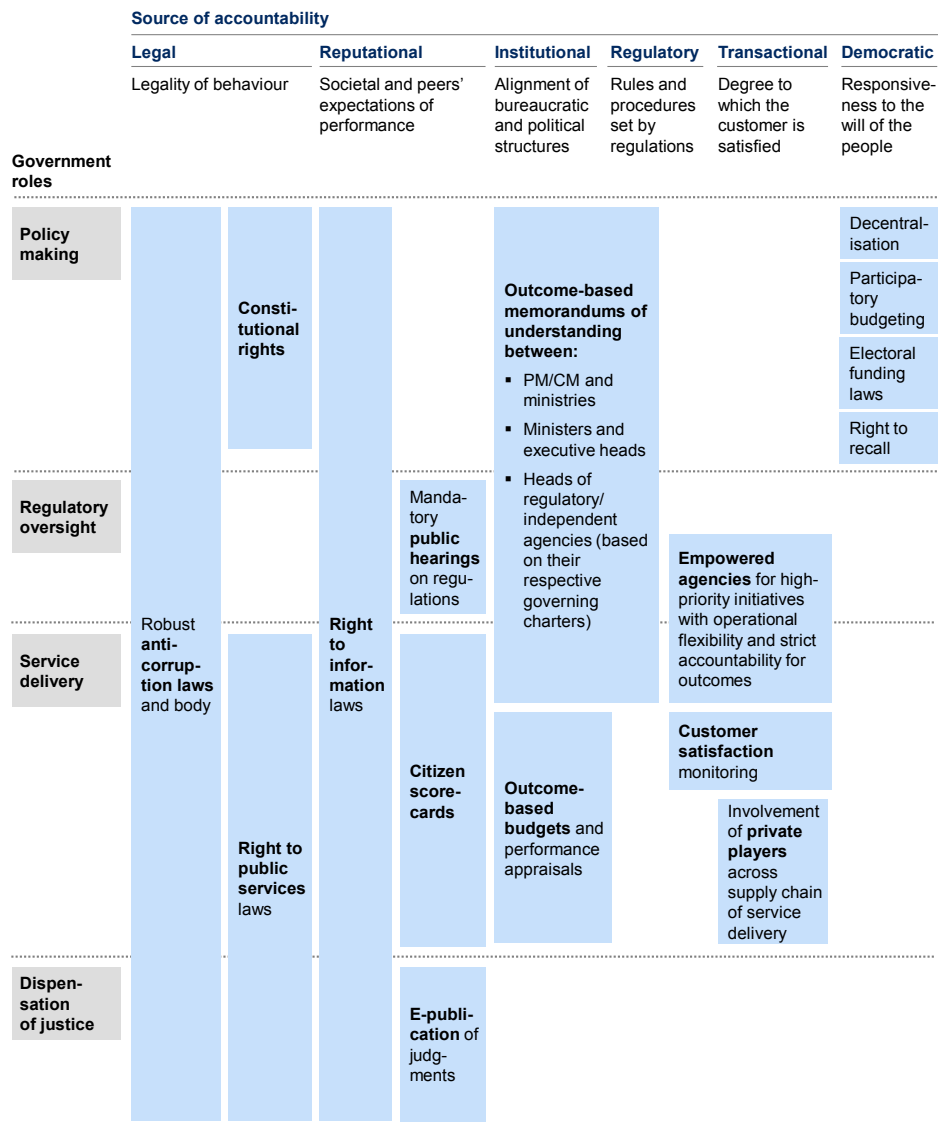 Source of accountability
Legal
Reputational
Institutional
Regulatory
Transactional
Democratic
Legality of behaviour
Societal and peers'
expectations of
performance
Alignment of
bureaucratic
and political
structures
Rules and
procedures
set by
regulations
Degree to
which the
customer is
satisfied
Responsive-
ness to the
will of the
people
Government
roles
Policy
making
Regulatory
oversight
Service
delivery
Dispen-
sation
of justice
Robust
anti-
corrup-
tion laws
and body
Consti-
tutional
rights
Right to
public
services
laws
Right
to
infor-
mation
laws
Manda-
tory
public
hearings
on regu-
lations
Citizen
score-
cards
E-publi-
cation of
judg-
ments
Outcome-based
memorandums of
understanding
between:
▪ PM/CM and
ministries
▪ Ministers and
executive heads
▪ Heads of
regulatory/
independent
agencies (based
on their
respective
governing
charters)
Outcome-
based
budgets and
performance
appraisals
Empowered
agencies for high-
priority initiatives
with operational
flexibility and strict
accountability for
outcomes
Customer
satisfaction
monitoring
Involvement
of private
players
across
supply chain
of service
delivery
Decentral-
isation
Participa-
tory
budgeting
Electoral
funding
laws
Right to
recall